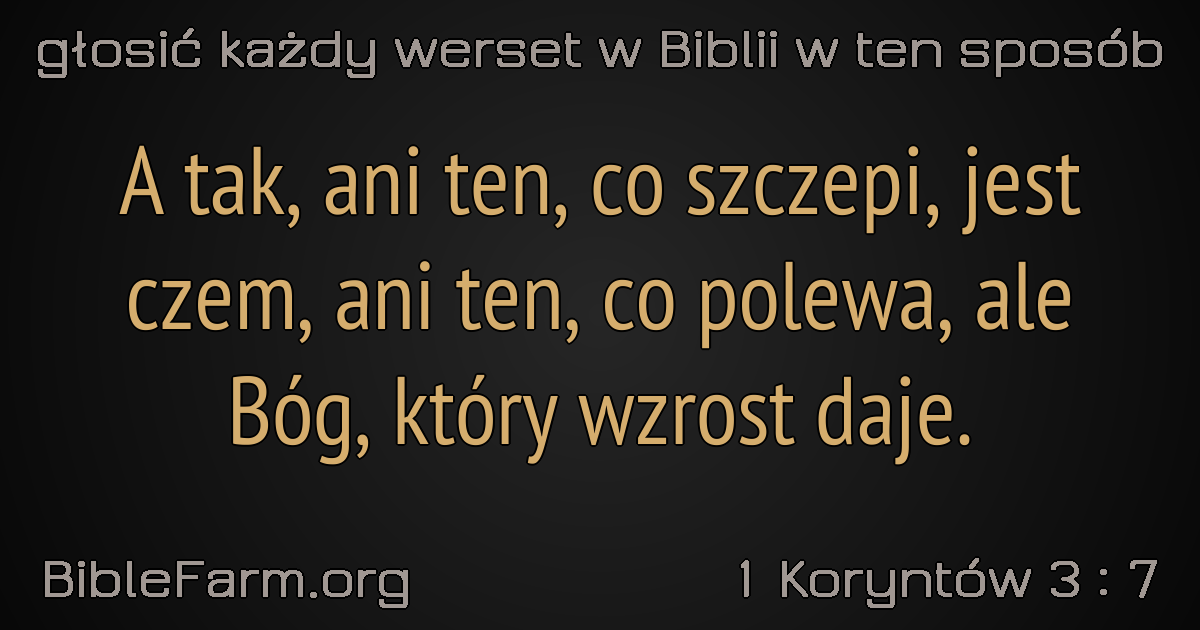 głosić każdy werset w Biblii w ten sposób
A tak, ani ten, co szczepi, jest
czem, ani ten, co polewa, ale
Bóg, który wzrost daje.
BibleFarm.org
1 Koryntów 3 : 7